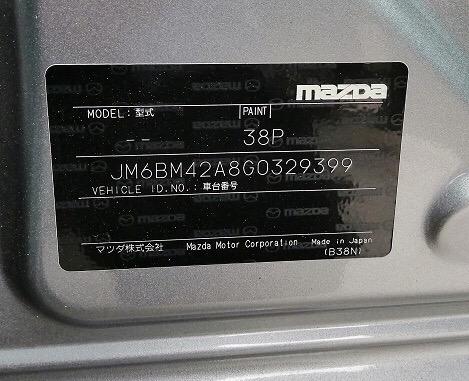 mazDa
MODEL: 型式 PAINT
- 38P
JM6BM42A8G0329399
VEHICLE ID.NO.: 車台番号
マツダ株式会社 Mazda Motor Corporation Made in Japan
(B38N)